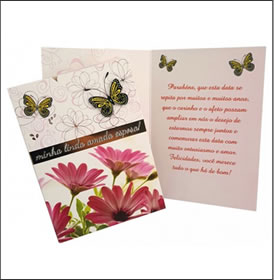 minha linda amada esposa!
Parabéns, que esta data se
repita por muitos e muitos anos,
que o carinho e o afeto possam
ampliar em nós o desejo de
estarmos sempre juntos e
comemorar esta data com
muito entusiasmo e amor.
Felicidades, você merece
tudo o que há de bom!